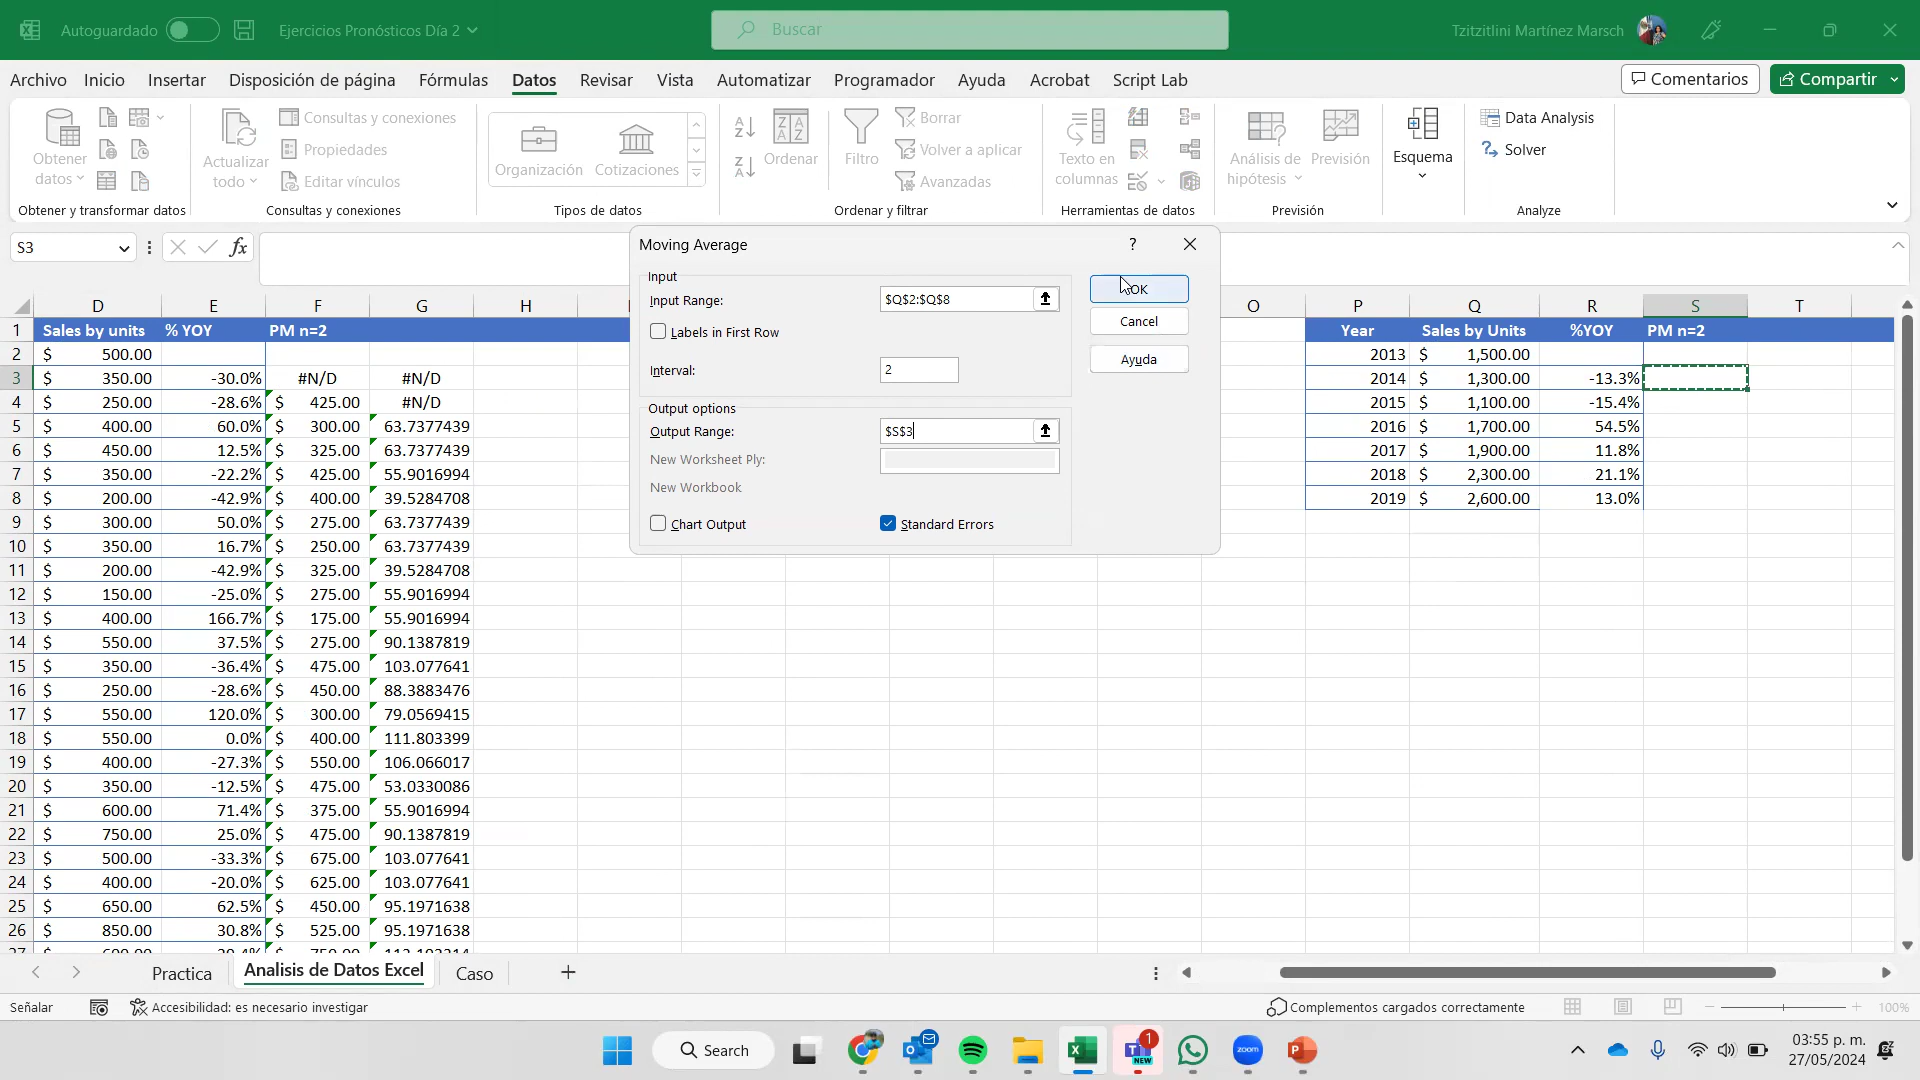 Autoguardado
Ejercicios Pronósticos Día 2
Buscar
Tzitzitlini Martínez Marsch
Archivo Inicio Insertar Disposición de página Fórmulas Datos Revisar Vista Automatizar Programador Ayuda Acrobat Script Lab
Comentarios
Compartir
Obtener datos
Actualizar todo
Consultas y conexiones
Propiedades
Editar vínculos
Organización
Cotizaciones
Ordenar
Filtro
Borrar
Volver a aplicar
Avanzadas
Texto en columnas
Análisis de hipótesis
Previsión
Esquema
Data Analysis
Solver
Obtener y transformar datos
Consultas y conexiones
Tipos de datos
Ordenar y filtrar
Herramientas de datos
Previsión
Analyze
S3
fx
Moving Average
Input
Input Range: $Q$2:$Q$8
Labels in First Row
Interval: 2
Output options
Output Range: $S$3
New Worksheet Ply:
New Workbook
Chart Output
Standard Errors
OK
Cancel
Ayuda
D E F G H O P Q R S T
1 Sales by units % YOY PM n=2 Year Sales by Units %YOY PM n=2
2 $ 500.00 2013 $ 1,500.00
3 $ 350.00 -30.0% #N/D #N/D 2014 $ 1,300.00 -13.3%
4 $ 250.00 -28.6% $ 425.00 #N/D 2015 $ 1,100.00 -15.4%
5 $ 400.00 60.0% $ 300.00 63.7377439 2016 $ 1,700.00 54.5%
6 $ 450.00 12.5% $ 325.00 63.7377439 2017 $ 1,900.00 11.8%
7 $ 350.00 -22.2% $ 425.00 55.9016994 2018 $ 2,300.00 21.1%
8 $ 200.00 -42.9% $ 400.00 39.5284708 2019 $ 2,600.00 13.0%
9 $ 300.00 50.0% $ 275.00 63.7377439
10 $ 350.00 16.7% $ 250.00 63.7377439
11 $ 200.00 -42.9% $ 325.00 39.5284708
12 $ 150.00 -25.0% $ 275.00 55.9016994
13 $ 400.00 166.7% $ 175.00 55.9016994
14 $ 550.00 37.5% $ 275.00 90.1387819
15 $ 350.00 -36.4% $ 475.00 103.077641
16 $ 250.00 -28.6% $ 450.00 88.3883476
17 $ 550.00 120.0% $ 300.00 79.0569415
18 $ 550.00 0.0% $ 400.00 111.803399
19 $ 400.00 -27.3% $ 550.00 106.066017
20 $ 350.00 -12.5% $ 475.00 53.0330086
21 $ 600.00 71.4% $ 375.00 55.9016994
22 $ 750.00 25.0% $ 475.00 90.1387819
23 $ 500.00 -33.3% $ 675.00 103.077641
24 $ 400.00 -20.0% $ 625.00 103.077641
25 $ 650.00 62.5% $ 450.00 95.1971638
26 $ 850.00 30.8% $ 525.00 95.1971638
Practica Analisis de Datos Excel Caso
Señalar
Accesibilidad: es necesario investigar
Complementos cargados correctamente
100%
Search
1
NEW
zoom
03:55 p. m.
27/05/2024